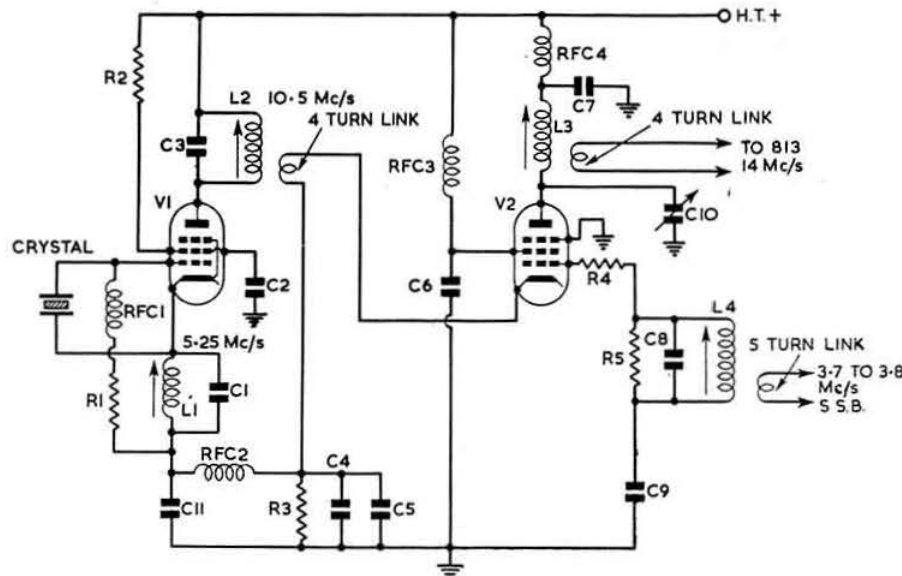 H.T.+
R2
L2
10·5 Mc/s
4 TURN LINK
C3
V1
CRYSTAL
RFC1
C2
5·25 Mc/s
R1
L1
C1
RFC2
C11
R3
C4
C5
RFC3
C6
RFC4
C7
L3
4 TURN LINK
TO 813
14 Mc/s
V2
C10
R4
L4
R5
C8
5 TURN LINK
3·7 TO 3·8
Mc/s
S S.B.
C9